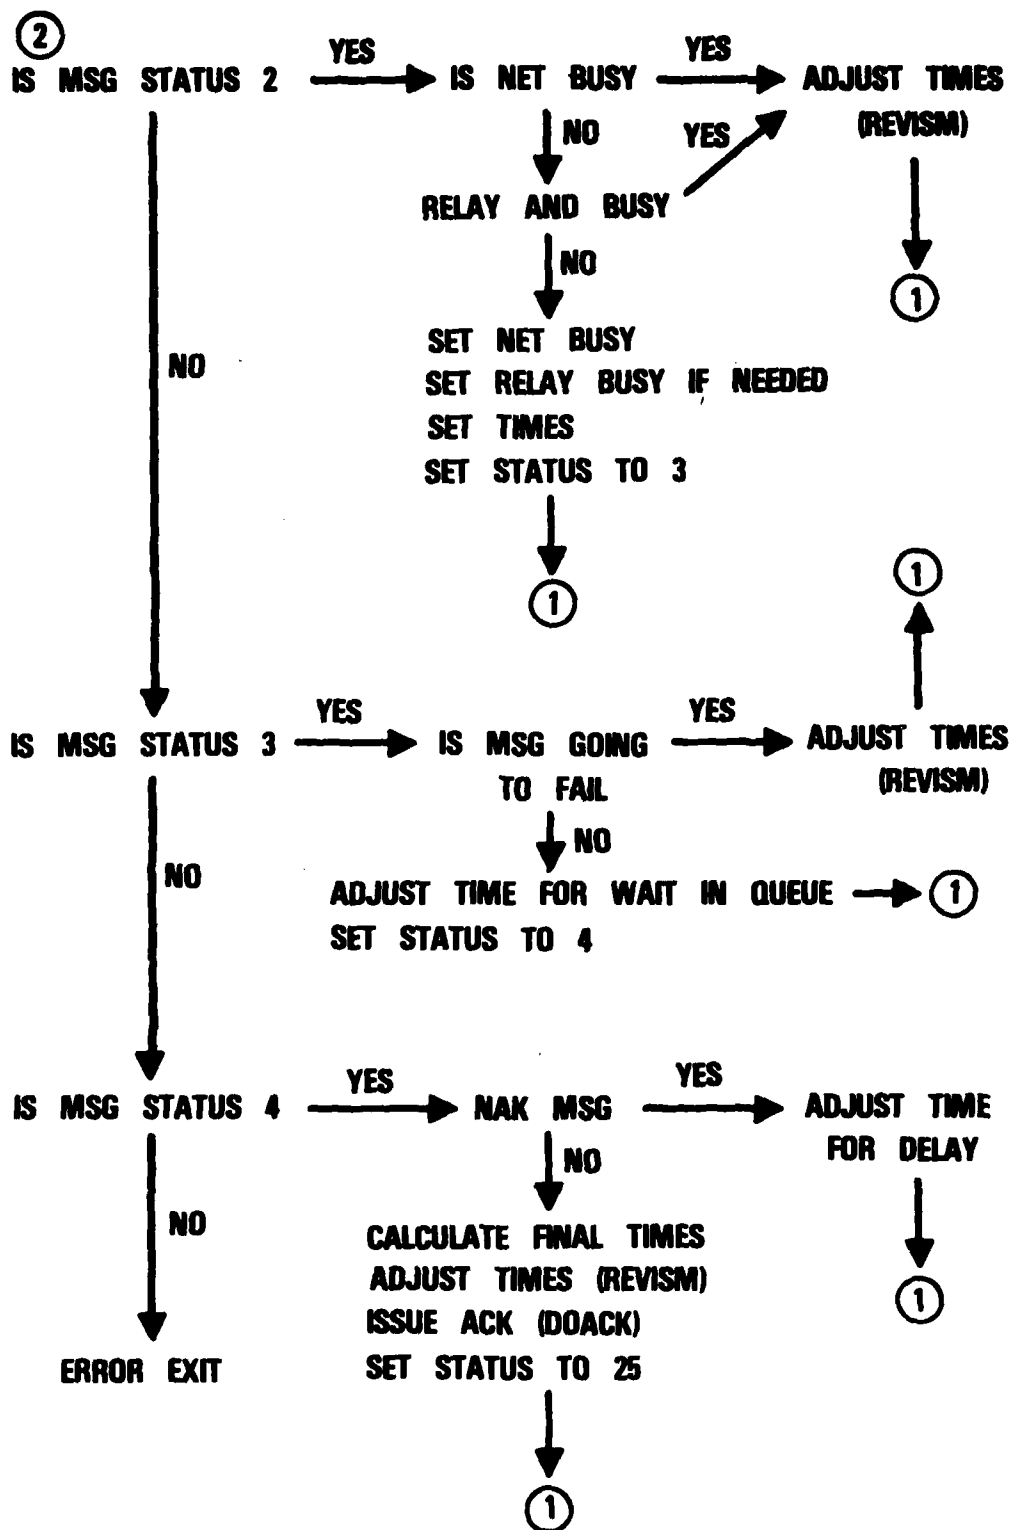 2
IS MSG STATUS 2
YES
IS NET BUSY
YES
ADJUST TIMES
(REVISM)
1
NO
YES
RELAY AND BUSY
NO
SET NET BUSY
SET RELAY BUSY IF NEEDED
SET TIMES
SET STATUS TO 3
1
NO
IS MSG STATUS 3
YES
IS MSG GOING
TO FAIL
YES
ADJUST TIMES
(REVISM)
1
NO
ADJUST TIME FOR WAIT IN QUEUE
SET STATUS TO 4
1
NO
IS MSG STATUS 4
YES
NAK MSG
YES
ADJUST TIME
FOR DELAY
1
NO
CALCULATE FINAL TIMES
ADJUST TIMES (REVISM)
ISSUE ACK (DOACK)
SET STATUS TO 25
1
NO
ERROR EXIT